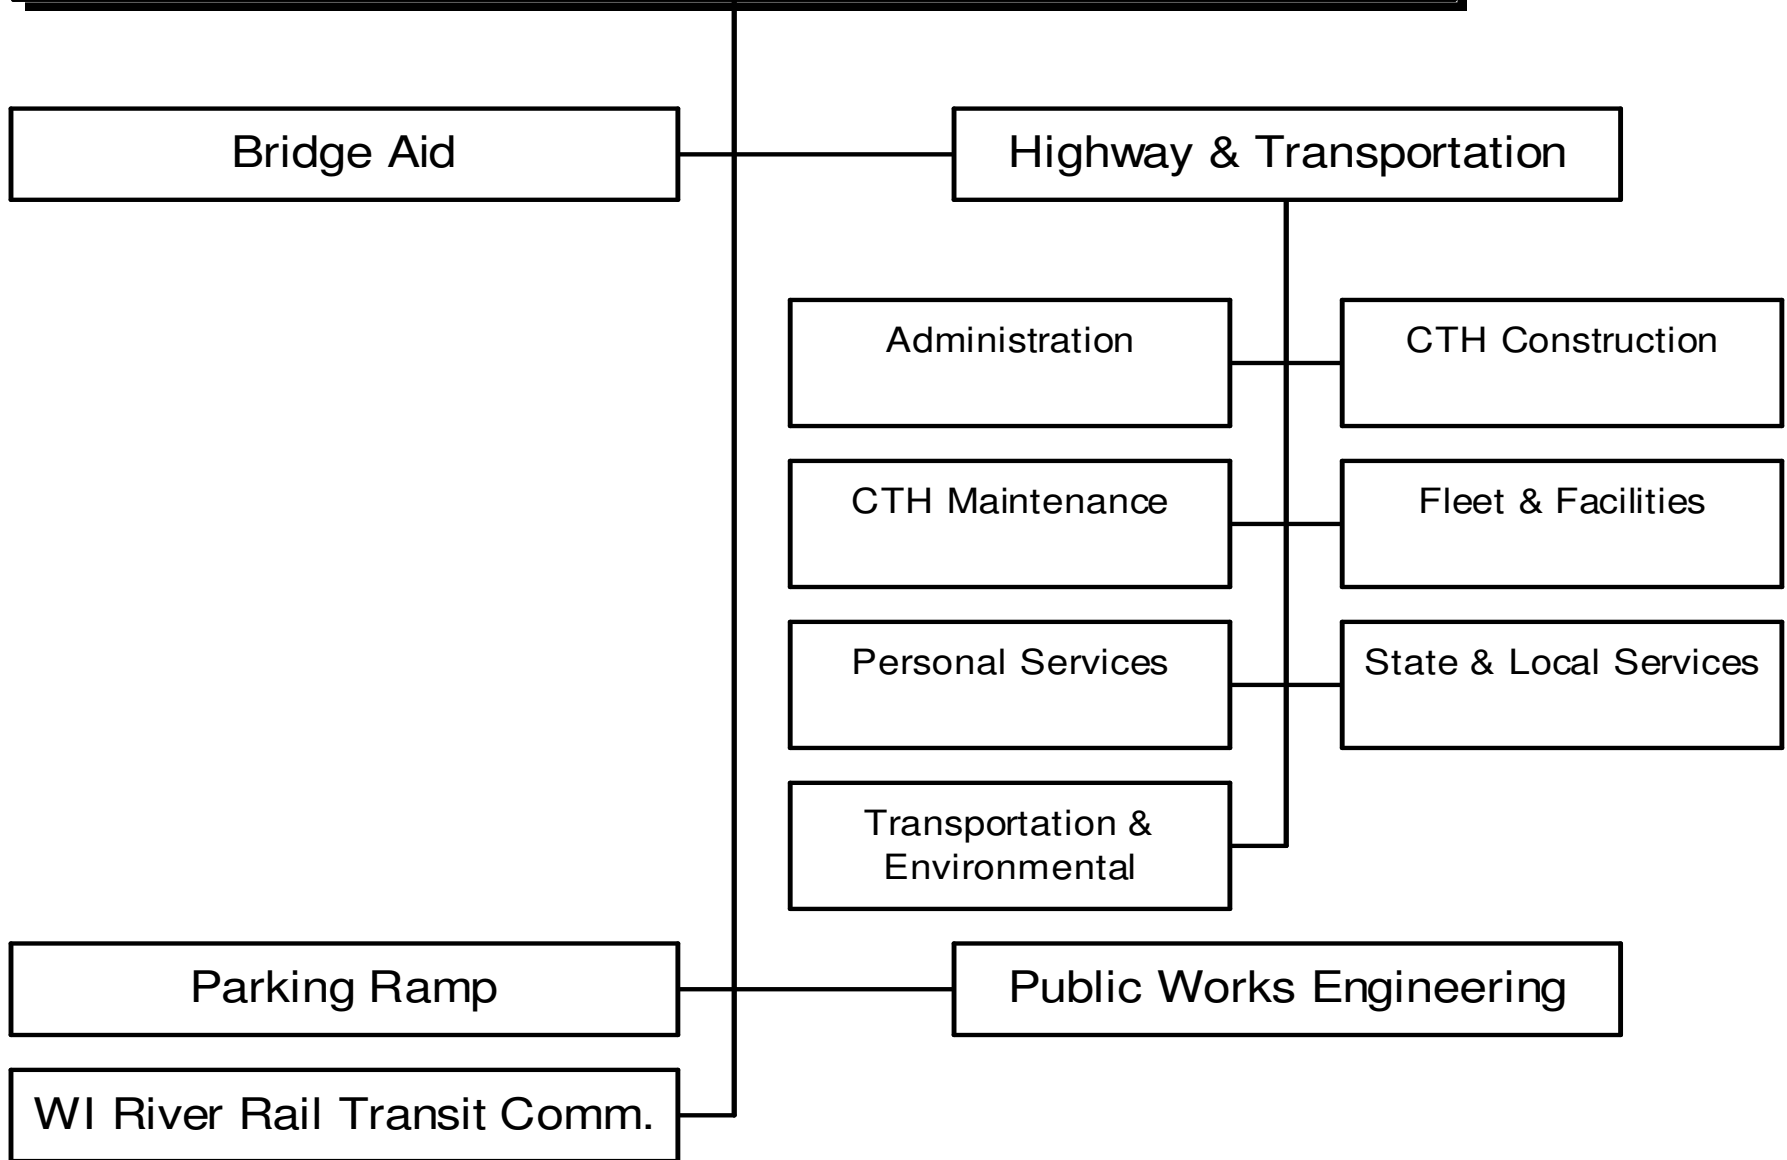 Bridge Aid
Highway & Transportation
Administration
CTH Construction
CTH Maintenance
Fleet & Facilities
Personal Services
State & Local Services
Transportation &
Environmental
Parking Ramp
Public Works Engineering
WI River Rail Transit Comm.